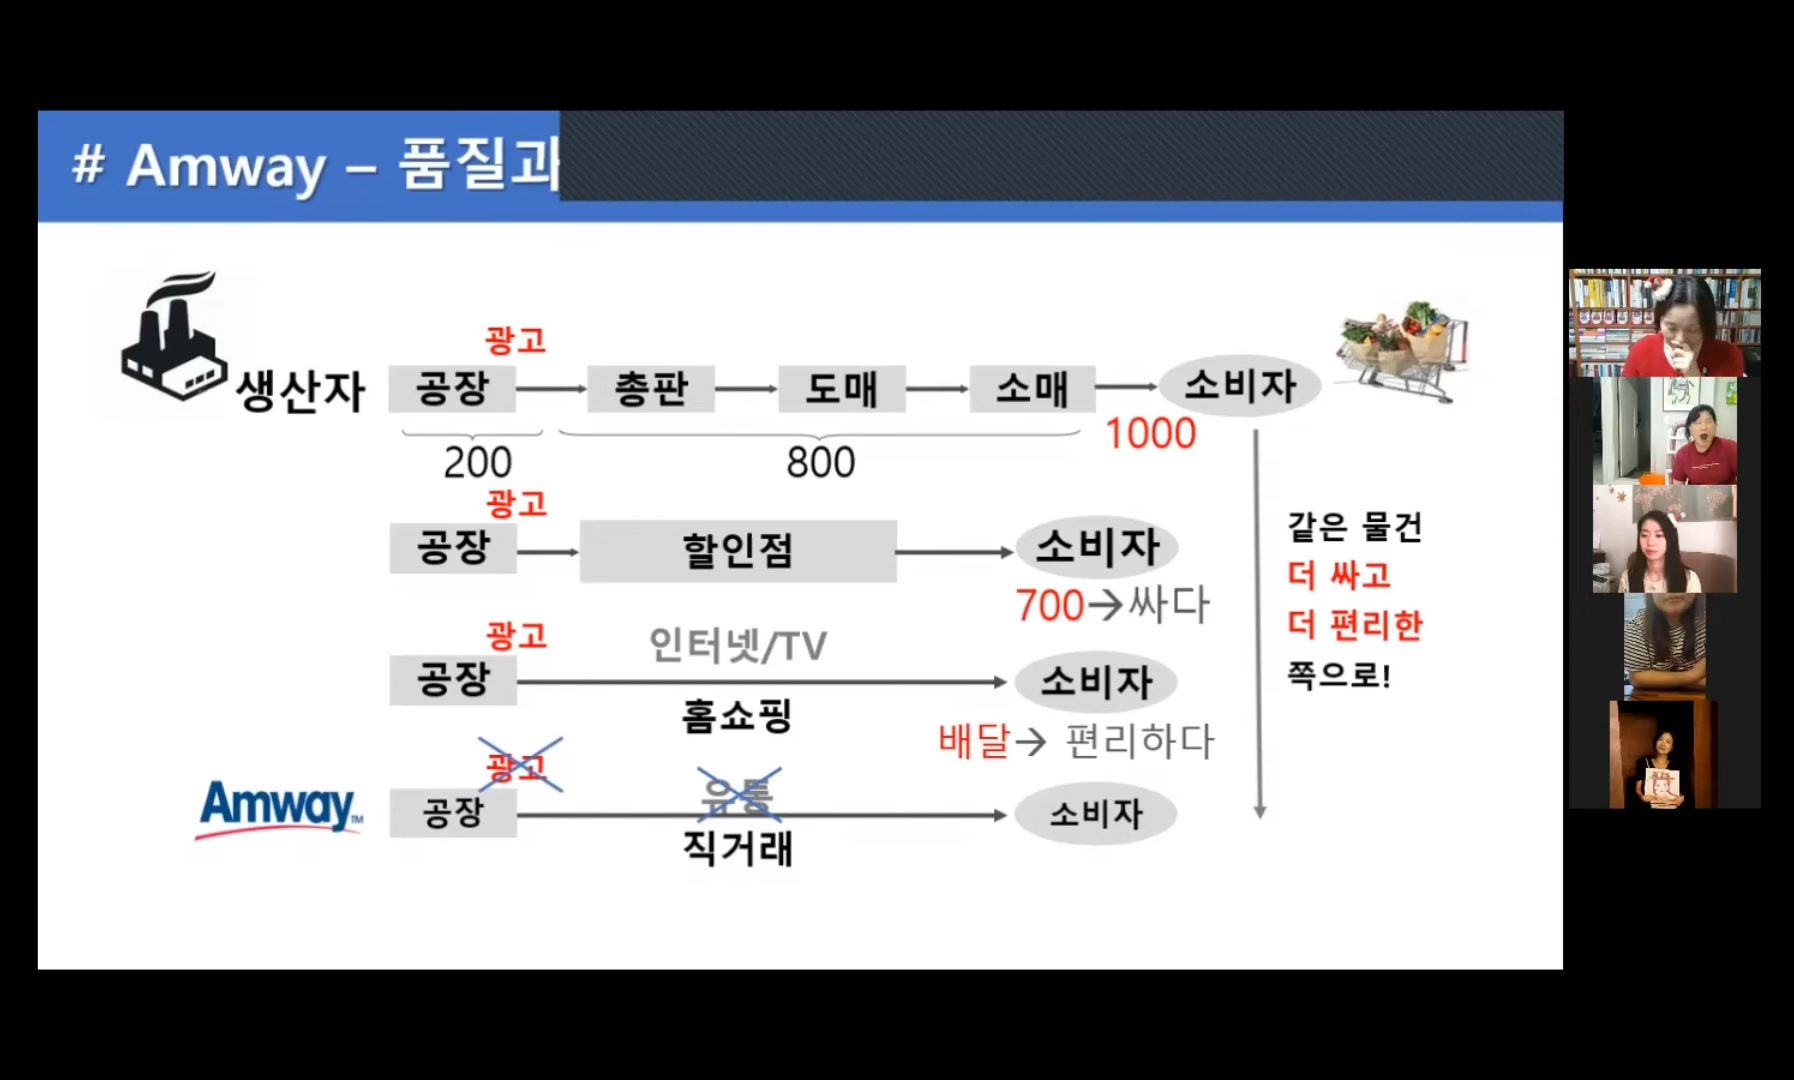 # Amway – 품질과
광고
생산자 공장 총판 도매 소매 소비자
200 800 1000
광고
공장 할인점 소비자
700→싸다
광고 인터넷/TV
공장 소비자
홈쇼핑
배달→ 편리하다
같은 물건
더 싸고
더 편리한
쪽으로!
광고 유통
Amway™ 공장 소비자
직거래